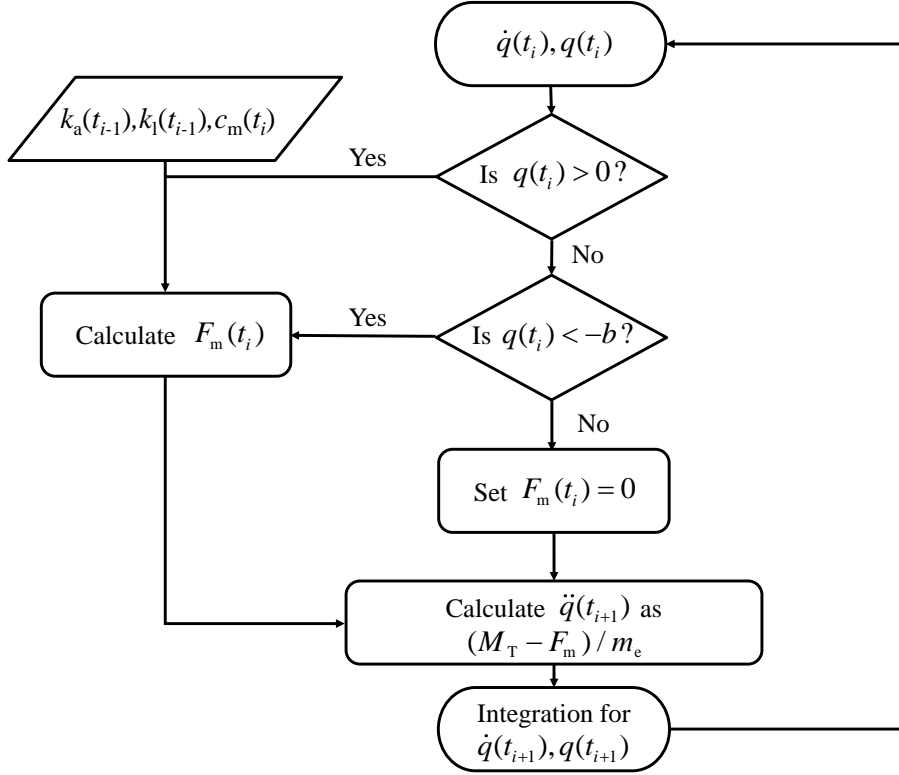 q̇(t_i), q(t_i)
k_a(t_{i-1}),k_l(t_{i-1}),c_m(t_i)
Yes
Is q(t_i) > 0?
No
Calculate F_m(t_i)
Yes
Is q(t_i) < −b?
No
Set F_m(t_i) = 0
Calculate q̈(t_{i+1}) as
(M_T − F_m) / m_e
Integration for
q̇(t_{i+1}), q(t_{i+1})